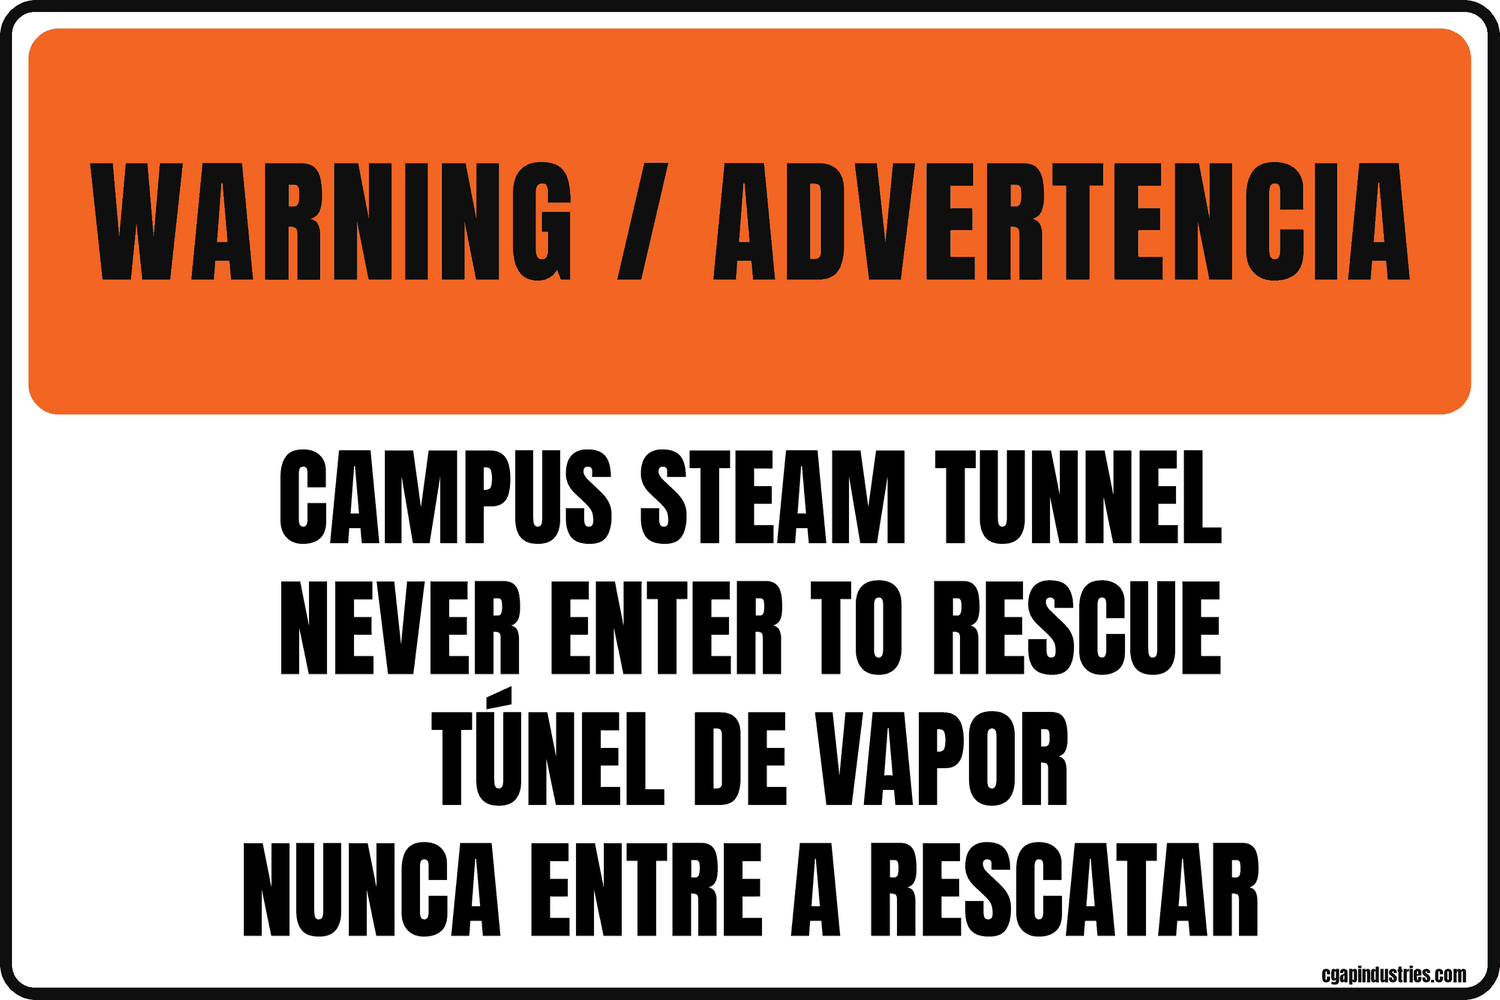 WARNING / ADVERTENCIA
CAMPUS STEAM TUNNEL
NEVER ENTER TO RESCUE
TÚNEL DE VAPOR
NUNCA ENTRE A RESCATAR
cgapindustries.com